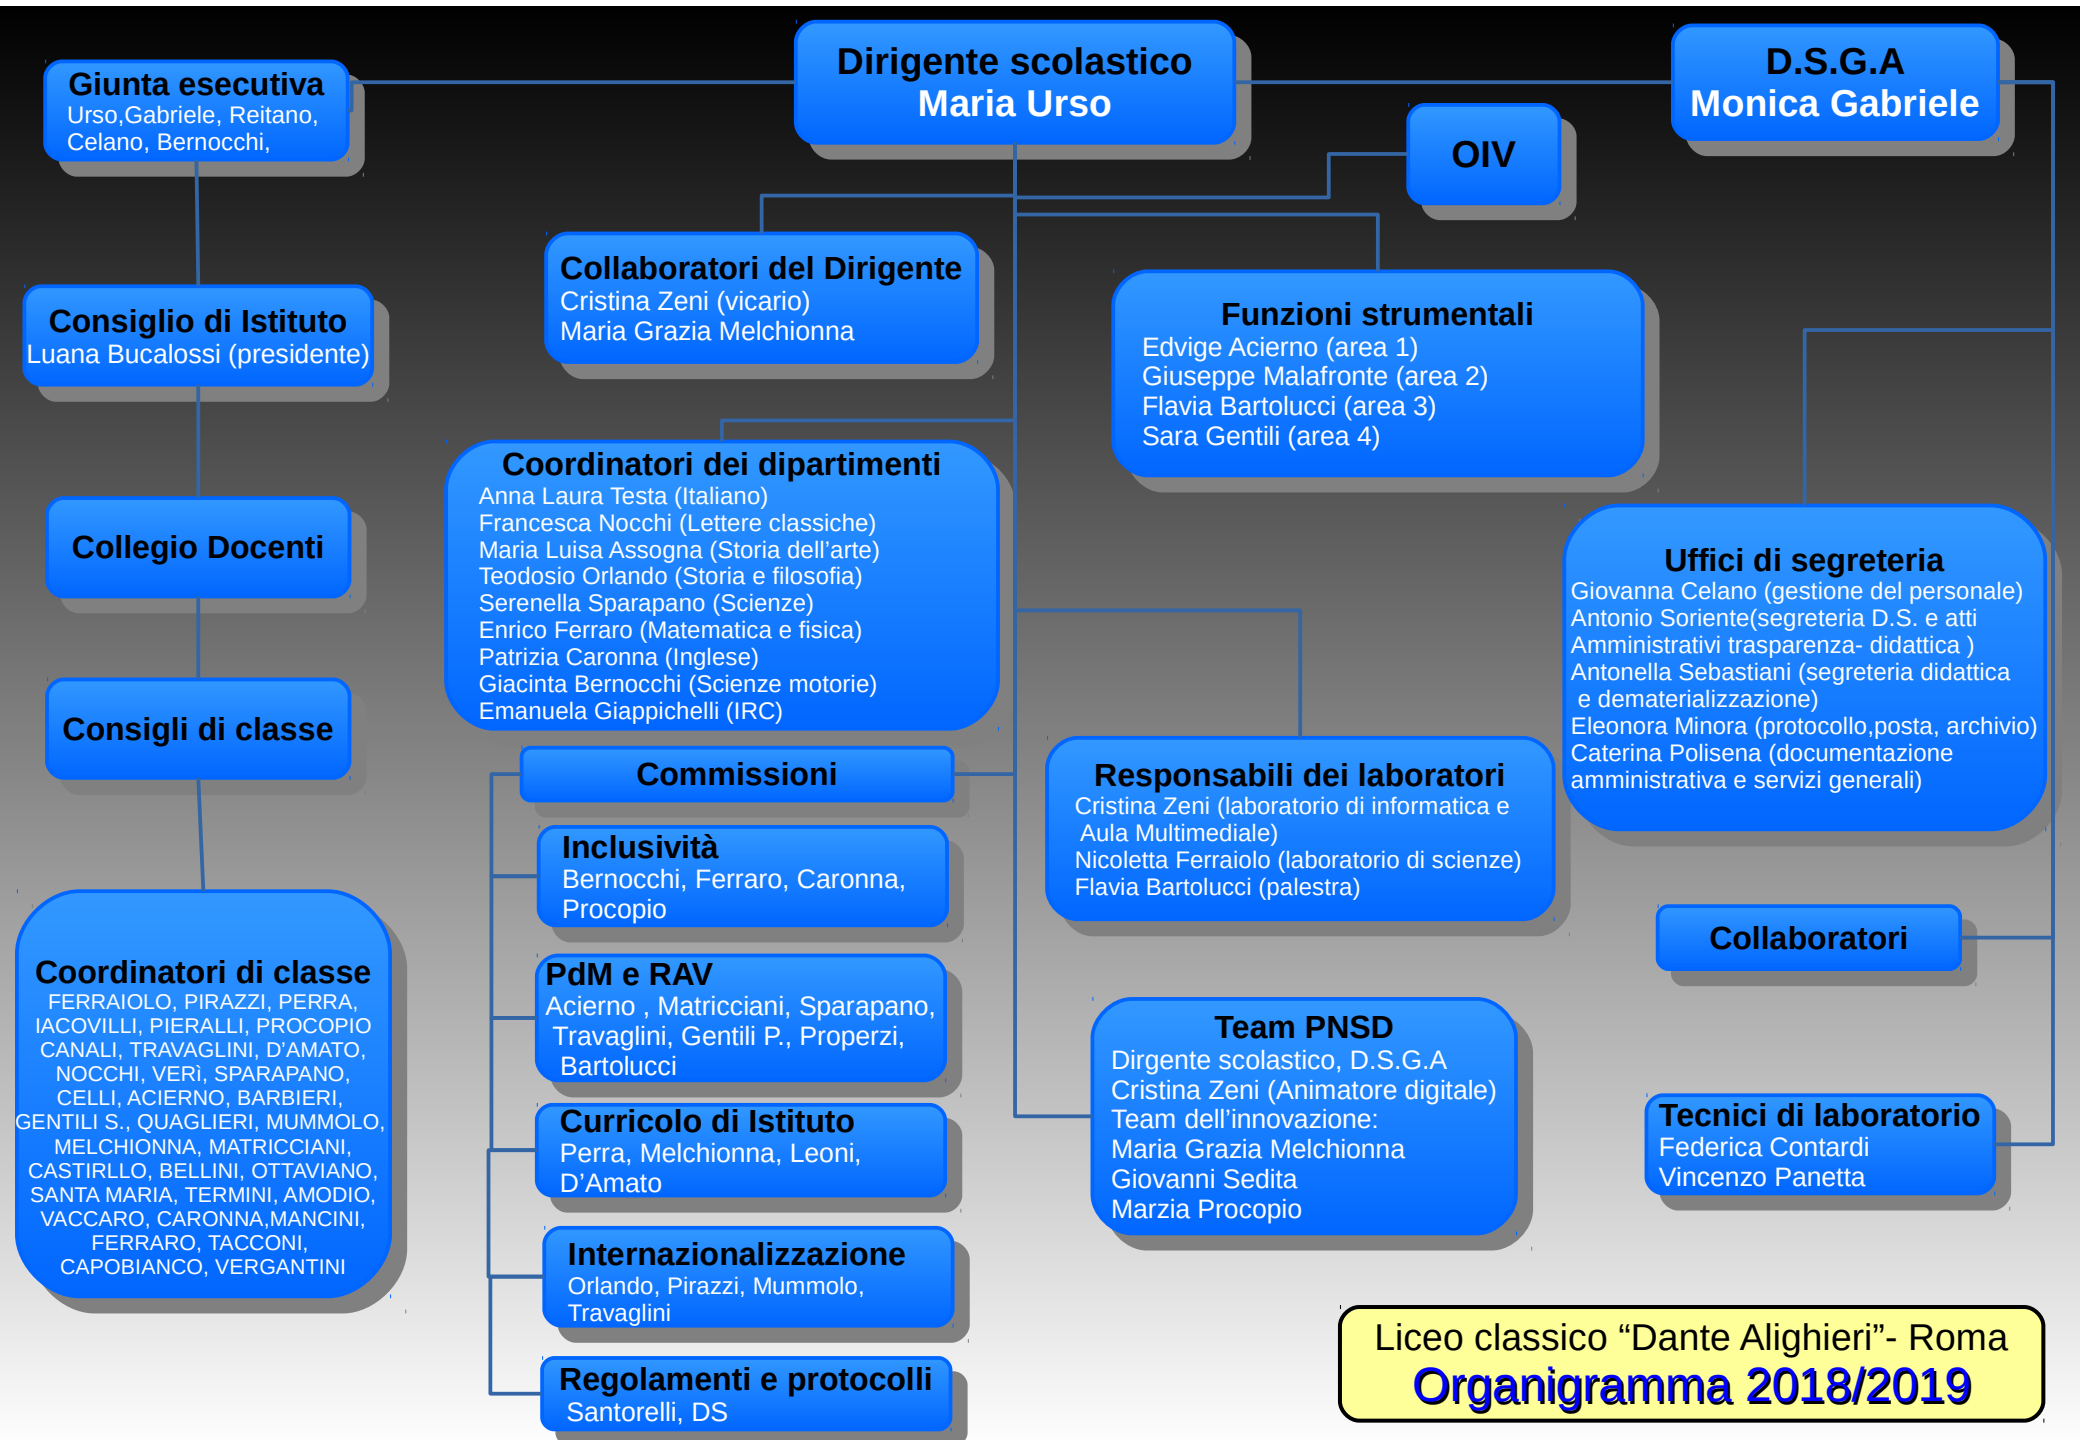 Dirigente scolastico
Maria Urso
D.S.G.A
Monica Gabriele
Giunta esecutiva
Urso,Gabriele, Reitano,
Celano, Bernocchi,
OIV
Collaboratori del Dirigente
Cristina Zeni (vicario)
Maria Grazia Melchionna
Consiglio di Istituto
Luana Bucalossi (presidente)
Funzioni strumentali
Edvige Acierno (area 1)
Giuseppe Malafronte (area 2)
Flavia Bartolucci (area 3)
Sara Gentili (area 4)
Coordinatori dei dipartimenti
Anna Laura Testa (Italiano)
Francesca Nocchi (Lettere classiche)
Maria Luisa Assogna (Storia dell’arte)
Teodosio Orlando (Storia e filosofia)
Serenella Sparapano (Scienze)
Enrico Ferraro (Matematica e fisica)
Patrizia Caronna (Inglese)
Giacinta Bernocchi (Scienze motorie)
Emanuela Giappichelli (IRC)
Collegio Docenti
Uffici di segreteria
Giovanna Celano (gestione del personale)
Antonio Soriente(segreteria D.S. e atti
Amministrativi trasparenza- didattica )
Antonella Sebastiani (segreteria didattica
e dematerializzazione)
Eleonora Minora (protocollo,posta, archivio)
Caterina Polisena (documentazione
amministrativa e servizi generali)
Consigli di classe
Commissioni
Responsabili dei laboratori
Cristina Zeni (laboratorio di informatica e
Aula Multimediale)
Nicoletta Ferraiolo (laboratorio di scienze)
Flavia Bartolucci (palestra)
Inclusività
Bernocchi, Ferraro, Caronna,
Procopio
Coordinatori di classe
FERRAIOLO, PIRAZZI, PERRA,
IACOVILLI, PIERALLI, PROCOPIO
CANALI, TRAVAGLINI, D’AMATO,
NOCCHI, VERì, SPARAPANO,
CELLI, ACIERNO, BARBIERI,
GENTILI S., QUAGLIERI, MUMMOLO,
MELCHIONNA, MATRICCIANI,
CASTIRLLO, BELLINI, OTTAVIANO,
SANTA MARIA, TERMINI, AMODIO,
VACCARO, CARONNA,MANCINI,
FERRARO, TACCONI,
CAPOBIANCO, VERGANTINI
Collaboratori
PdM e RAV
Acierno , Matricciani, Sparapano,
Travaglini, Gentili P., Properzi,
Bartolucci
Team PNSD
Dirgente scolastico, D.S.G.A
Cristina Zeni (Animatore digitale)
Team dell’innovazione:
Maria Grazia Melchionna
Giovanni Sedita
Marzia Procopio
Tecnici di laboratorio
Federica Contardi
Vincenzo Panetta
Curricolo di Istituto
Perra, Melchionna, Leoni,
D’Amato
Internazionalizzazione
Orlando, Pirazzi, Mummolo,
Travaglini
Regolamenti e protocolli
Santorelli, DS
Liceo classico “Dante Alighieri”- Roma
Organigramma 2018/2019